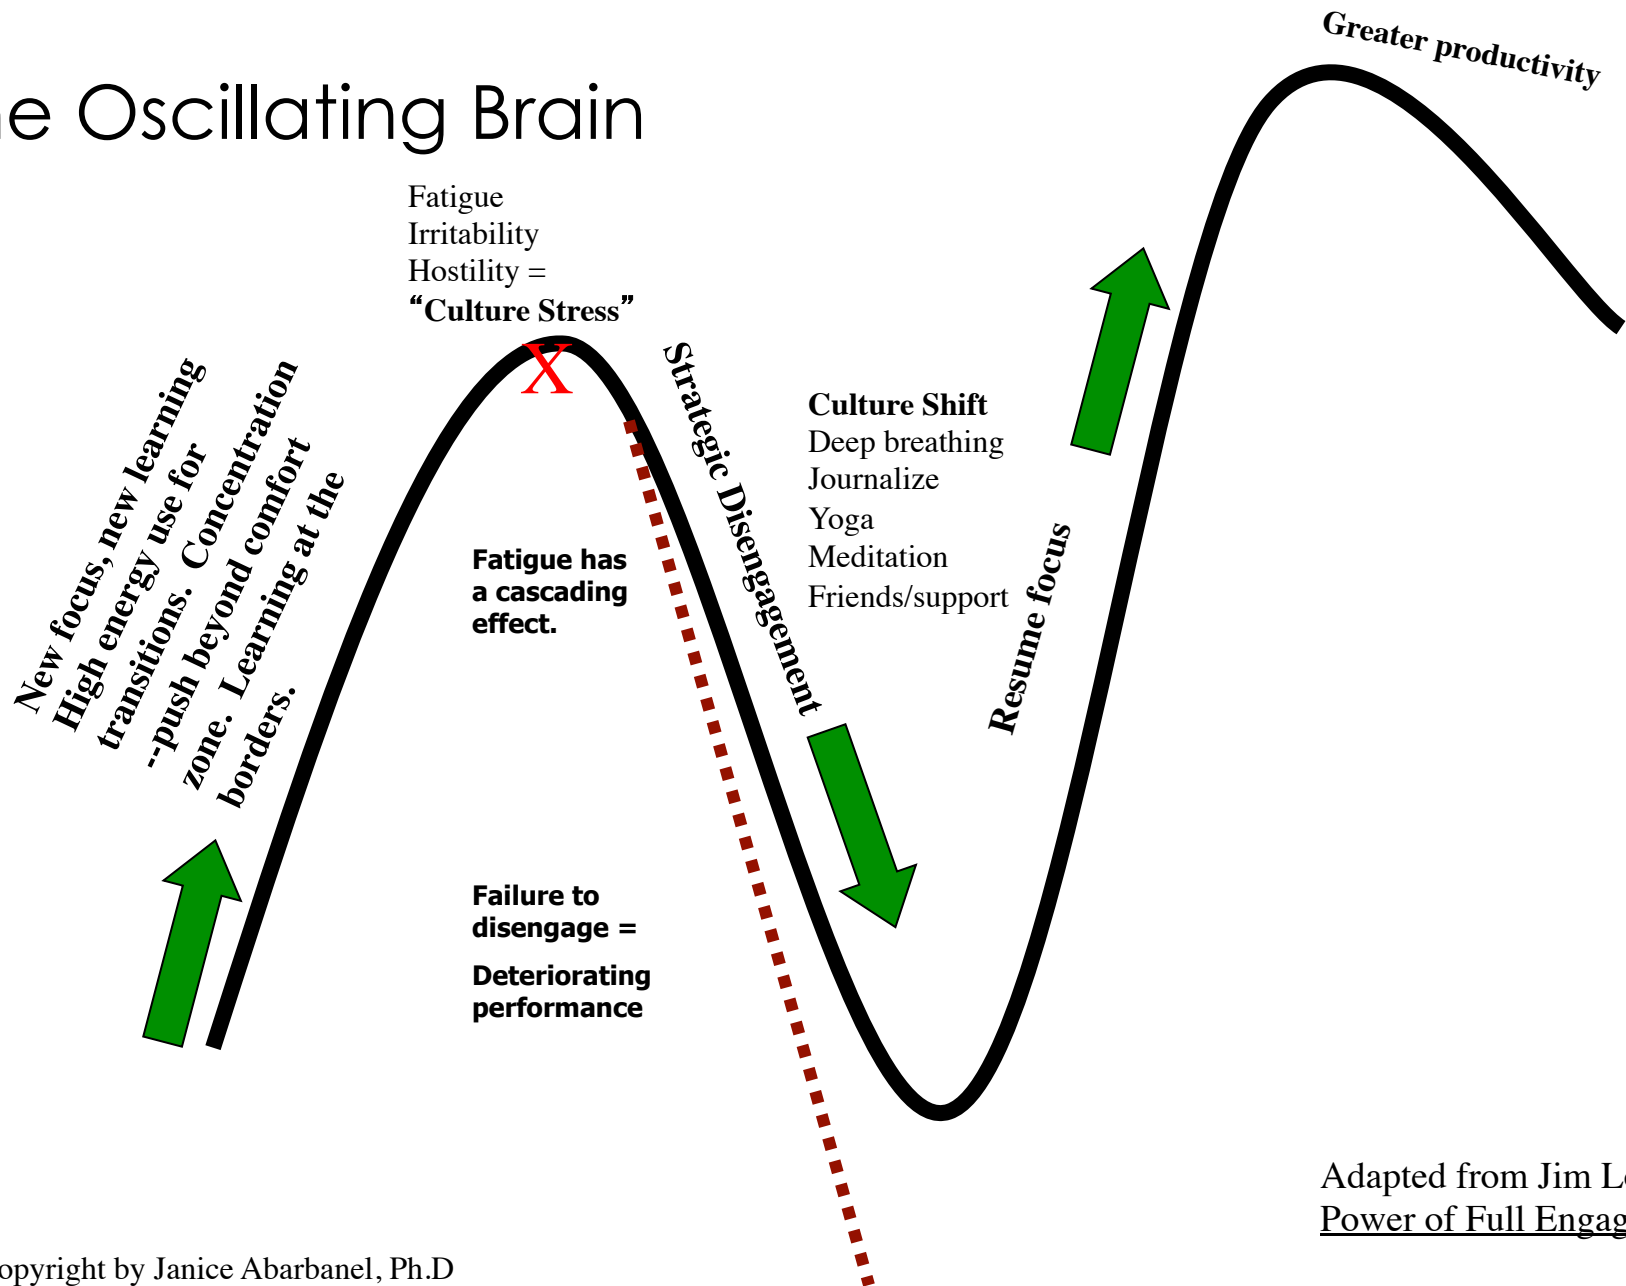 The Oscillating Brain
Greater productivity
Fatigue
Irritability
Hostility =
“Culture Stress”
X
New focus, new learning
High energy use for
transitions.  Concentration
--push beyond comfort
zone.  Learning at the
borders.
Strategic Disengagement
Culture Shift
Deep breathing
Journalize
Yoga
Meditation
Friends/support
Resume focus
Fatigue has
a cascading
effect.
Failure to
disengage =
Deteriorating
performance
Adapted from Jim
Power of Full
opyright by Janice Abarbanel, Ph.D